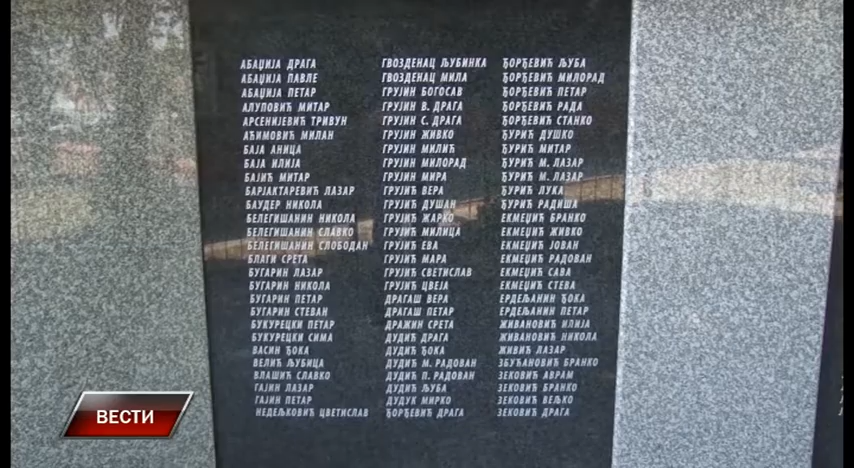 АБАЏИЈА ДРАГА
АБАЏИЈА ПАВЛЕ
АБАЏИЈА ПЕТАР
АЛУПОВИЋ МИТАР
АРСЕНИЈЕВИЋ ТРИВУН
АЋИМОВИЋ МИЛАН
БАЈА АНИЦА
БАЈА ИЛИЈА
БАЈИЋ МИТАР
БАРЈАКТАРЕВИЋ ЛАЗАР
БАУДЕР НИКОЛА
БЕЛЕГИШАНИН НИКОЛА
БЕЛЕГИШАНИН СЛАВКО
БЕЛЕГИШАНИН СЛОБОДАН
БЛАГИ СРЕТА
БУГАРИН ЛАЗАР
БУГАРИН НИКОЛА
БУГАРИН ПЕТАР
БУГАРИН СТЕВАН
БУКУРЕЦКИ ПЕТАР
БУКУРЕЦКИ СИМА
ВАСИН ЂОКА
ВЕЛИЋ ЉУБИЦА
ВЛАШИЋ СЛАВКО
ГАЈИН ЛАЗАР
ГАЈИН ПЕТАР
НЕДЕЉКОВИЋ ЦВЕТИСЛАВ
ГВОЗДЕНАЦ ЉУБИНКА
ГВОЗДЕНАЦ МИЛА
ГРУЈИН БОГОСАВ
ГРУЈИН В. ДРАГА
ГРУЈИН С. ДРАГА
ГРУЈИН ЖИВКО
ГРУЈИН МИЛИЋ
ГРУЈИН МИЛОРАД
ГРУЈИН МИРА
ГРУЈИЋ ВЕРА
ГРУЈИЋ ДУШАН
ГРУЈИЋ ЖАРКО
ГРУЈИЋ МИЛИЦА
ГРУЈИЋ ЕВА
ГРУЈИЋ МАРА
ГРУЈИЋ СВЕТИСЛАВ
ГРУЈИЋ ЦВЕЈА
ДРАГАШ ВЕРА
ДРАГАШ ПЕТАР
ДРАЖИН СРЕТА
ДУДИЋ ДРАГА
ДУДИЋ ЂОКА
ДУДИЋ М. РАДОВАН
ДУДИЋ П. РАДОВАН
ДУДИЋ ЉУБА
ДУДУК МИРКО
ЂОРЂЕВИЋ ДРАГА
ЂОРЂЕВИЋ ЉУБА
ЂОРЂЕВИЋ МИЛОРАД
ЂОРЂЕВИЋ ПЕТАР
ЂОРЂЕВИЋ РАДА
ЂОРЂЕВИЋ СТАНКО
ЂУРИЋ ДУШКО
ЂУРИЋ МИТАР
ЂУРИЋ М. ЛАЗАР
ЂУРИЋ М. ЛАЗАР
ЂУРИЋ ЛУКА
ЂУРИЋ РАДИША
ЕКМЕЏИЋ БРАНКО
ЕКМЕЏИЋ ЖИВКО
ЕКМЕЏИЋ ЈОВАН
ЕКМЕЏИЋ РАДОВАН
ЕКМЕЏИЋ САВА
ЕКМЕЏИЋ СТЕВА
ЕРДЕЉАНИН ЂОКА
ЕРДЕЉАНИН ПЕТАР
ЖИВАНОВИЋ ИЛИЈА
ЖИВАНОВИЋ НИКОЛА
ЖИВИЋ ЛАЗАР
ЗБУЋАНОВИЋ БРАНКО
ЗЕКОВИЋ АВРАМ
ЗЕКОВИЋ БРАНКО
ЗЕКОВИЋ ВЕЉКО
ЗЕКОВИЋ ДРАГА
ВЕСТИ